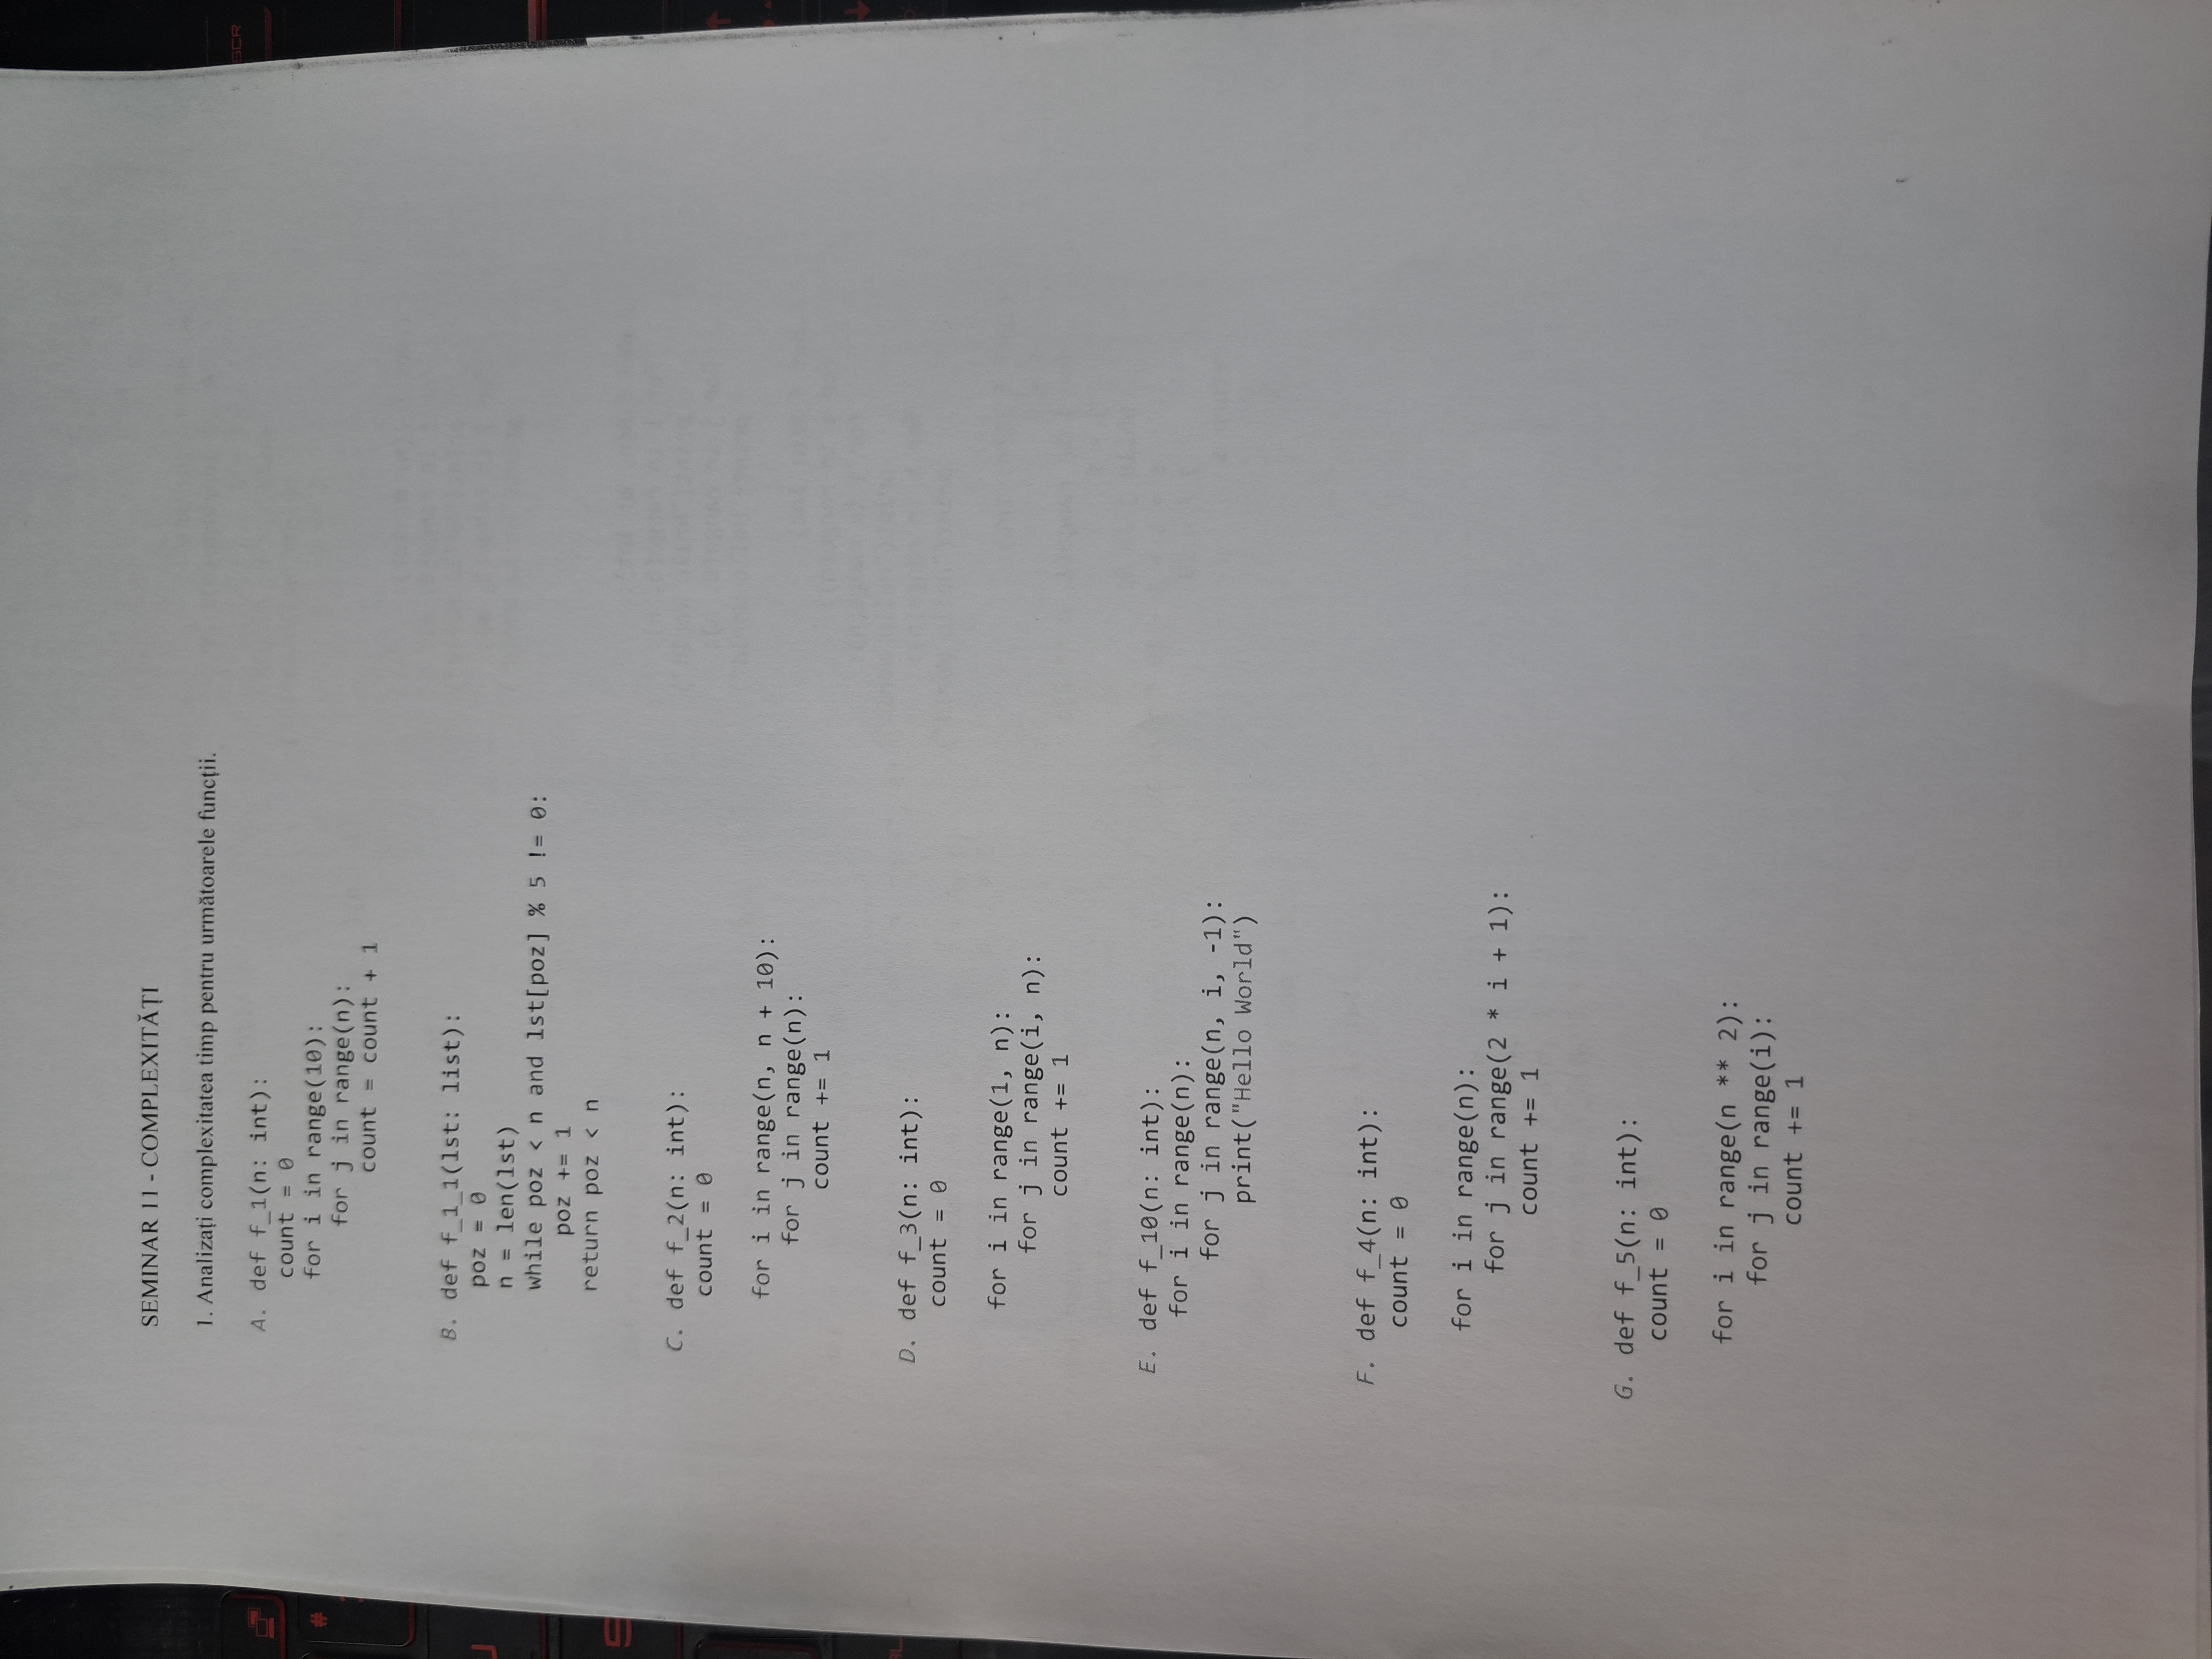 SEMINAR 11 - COMPLEXITĂȚI
1. Analizați complexitatea timp pentru următoarele funcții.
A. def f_1(n: int):
count = 0
for i in range(10):
for j in range(n):
count = count + 1
B. def f_1_1(lst: list):
poz = 0
n = len(lst)
while poz < n and lst[poz] % 5 != 0:
poz += 1
return poz < n
C. def f_2(n: int):
count = 0
for i in range(n, n + 10):
for j in range(n):
count += 1
D. def f_3(n: int):
count = 0
for i in range(1, n):
for j in range(i, n):
count += 1
E. def f_10(n: int):
for i in range(n):
for j in range(n, i, -1):
print("Hello World")
F. def f_4(n: int):
count = 0
for i in range(n):
for j in range(2 * i + 1):
count += 1
G. def f_5(n: int):
count = 0
for i in range(n ** 2):
for j in range(i):
count += 1
SCR
#